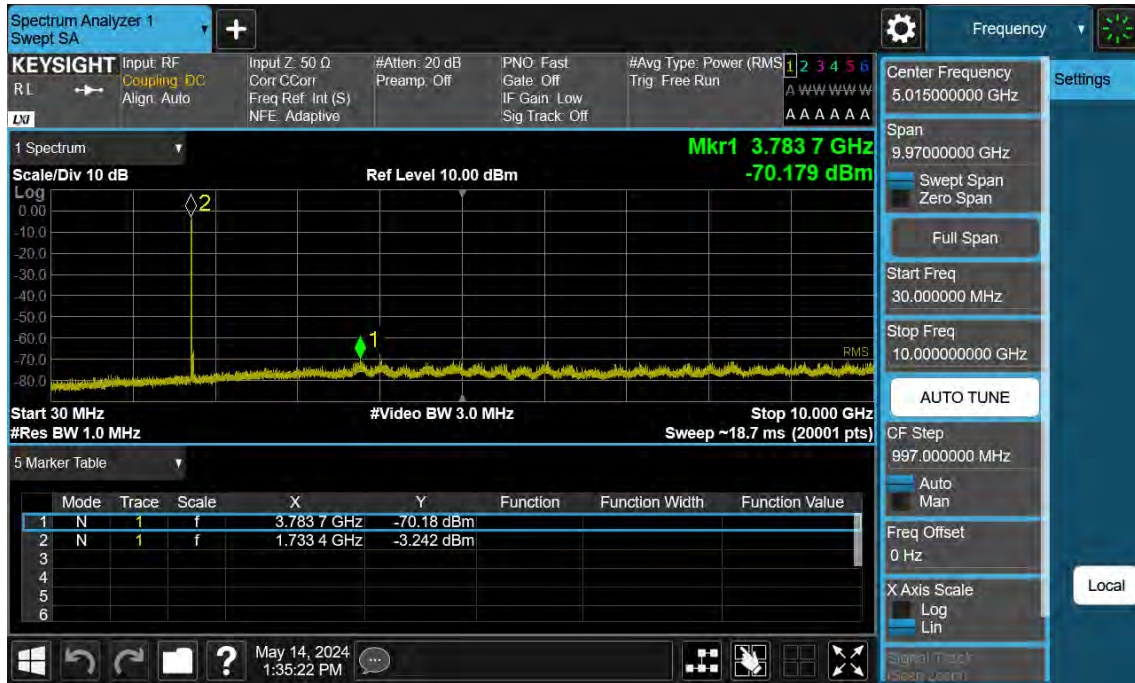 Spectrum Analyzer 1
Swept SA
+
Frequency
KEYSIGHT
RL
LXI
Input: RF
Coupling: DC
Align: Auto
Input Z: 50 Ω
Corr CCorr
Freq Ref: Int (S)
NFE: Adaptive
#Atten: 20 dB
Preamp: Off
PNO: Fast
Gate: Off
IF Gain: Low
Sig Track: Off
#Avg Type: Power (RMS
Trig: Free Run
1 2 3 4 5 6
A W W W W W
A A A A A A
1 Spectrum
Scale/Div 10 dB
Ref Level 10.00 dBm
Mkr1 3.783 7 GHz
-70.179 dBm
Log
0.00
-10.0
-20.0
-30.0
-40.0
-50.0
-60.0
-70.0
-80.0
2
1
RMS
Start 30 MHz
#Video BW 3.0 MHz
Stop 10.000 GHz
#Res BW 1.0 MHz
Sweep ~18.7 ms (20001 pts)
5 Marker Table
Mode Trace Scale X Y Function Function Width Function Value
1 N 1 f 3.783 7 GHz -70.18 dBm
2 N 1 f 1.733 4 GHz -3.242 dBm
3
4
5
6
Center Frequency
5.015000000 GHz
Span
9.97000000 GHz
Swept Span
Zero Span
Full Span
Start Freq
30.000000 MHz
Stop Freq
10.000000000 GHz
AUTO TUNE
CF Step
997.000000 MHz
Auto
Man
Freq Offset
0 Hz
X Axis Scale
Log
Lin
Signal Track
(Span Zoom)
Settings
Local
?
May 14, 2024
1:35:22 PM